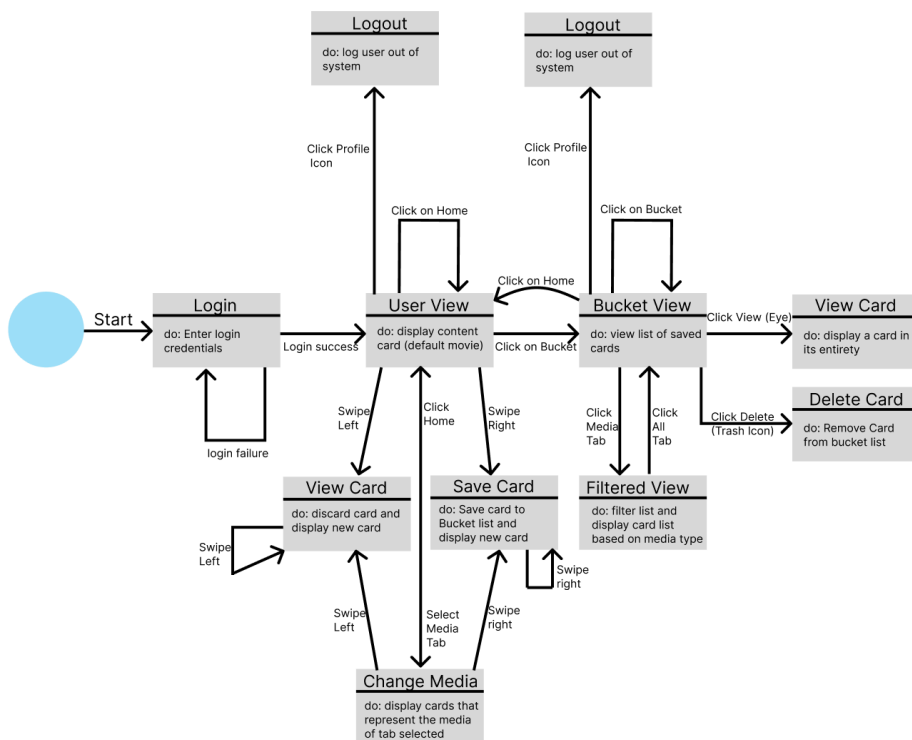 Logout
do: log user out of
system
Logout
do: log user out of
system
Click Profile
Icon
Click Profile
Icon
Click on Home
Click on Bucket
Click on Home
Start
Login
do: Enter login
credentials
Login success
User View
do: display content
card (default movie)
Click on Bucket
Bucket View
do: view list of saved
cards
Click View (Eye)
View Card
do: display a card in
its entirety
login failure
Swipe
Left
Click
Home
Swipe
Right
Click
Media
Tab
Click
All
Tab
Click Delete
(Trash Icon)
Delete Card
do: Remove Card
from bucket list
View Card
do: discard card and
display new card
Save Card
do: Save card to
Bucket list and
display new card
Filtered View
do: filter list and
display card list
based on media type
Swipe
Left
Swipe
right
Swipe
Left
Select
Media
Tab
Swipe
right
Change Media
do: display cards that
represent the media
of tab selected